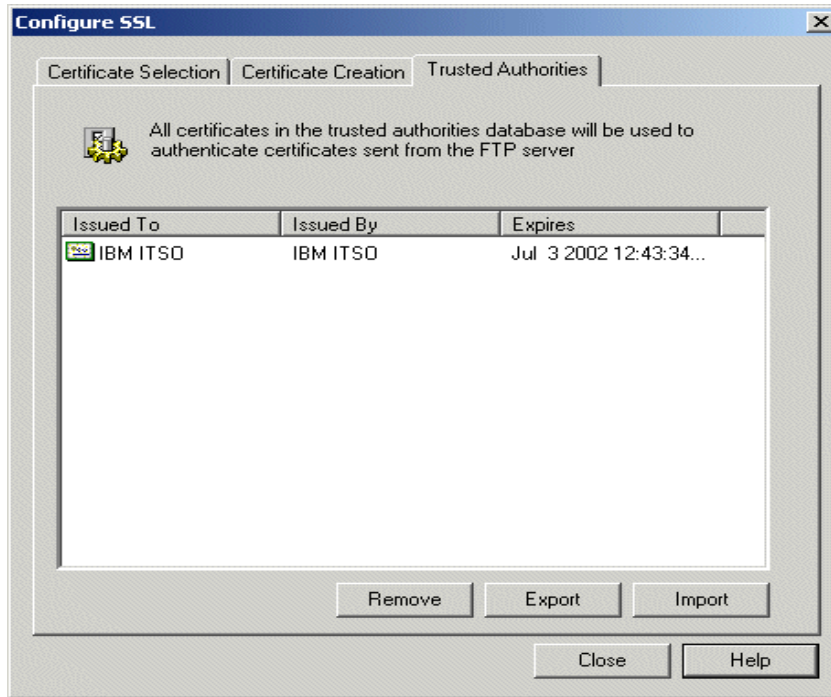 Configure SSL
Certificate Selection Certificate Creation Trusted Authorities
All certificates in the trusted authorities database will be used to
authenticate certificates sent from the FTP server
Issued To Issued By Expires
IBM ITSO IBM ITSO Jul 3 2002 12:43:34...
Remove Export Import
Close Help